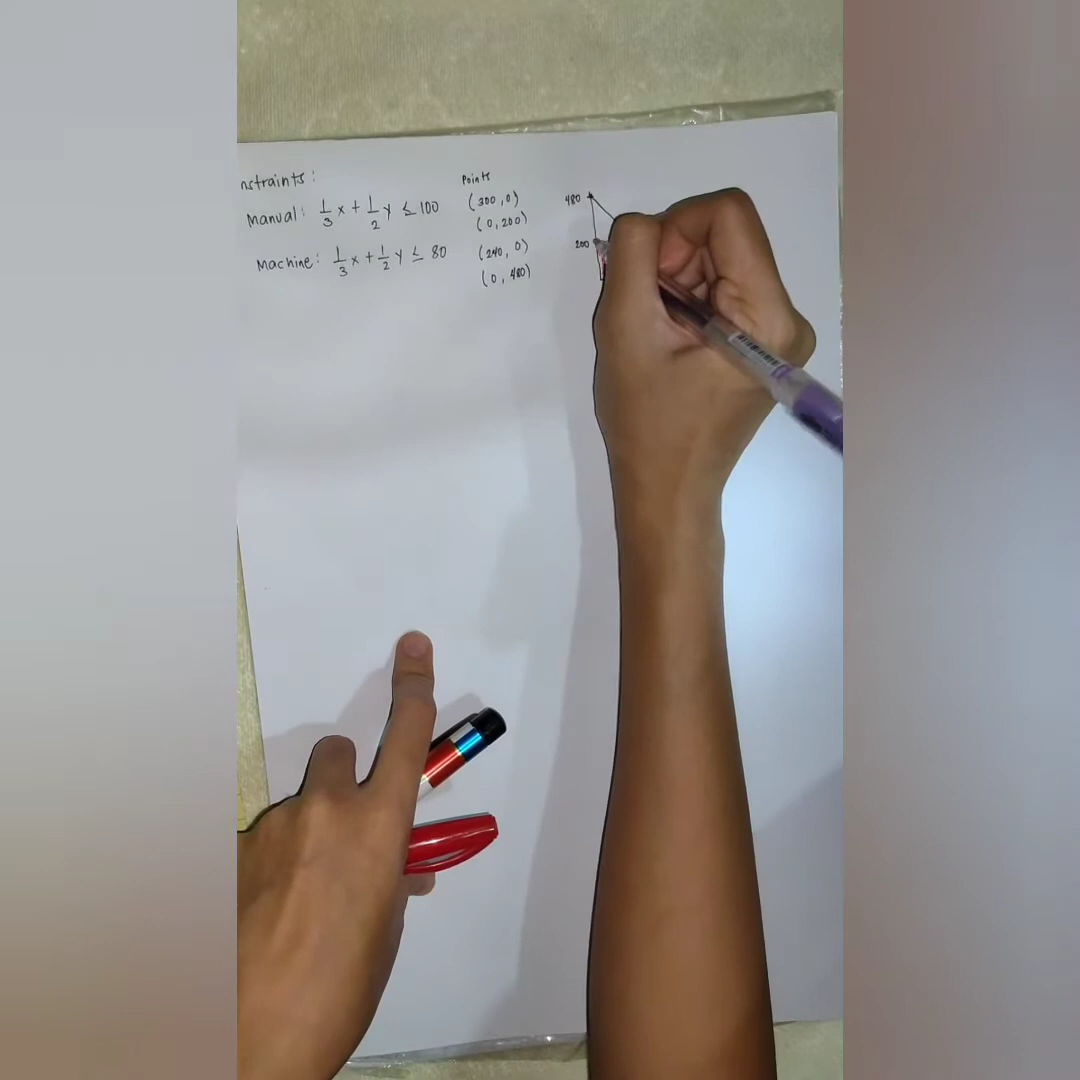 nstraints:
Manual: 1/3 x + 1/2 y ≤ 100
Machine: 1/3 x + 1/2 y ≤ 80
Points
(300, 0)
(0, 200)
(240, 0)
(0, 480)
480
200